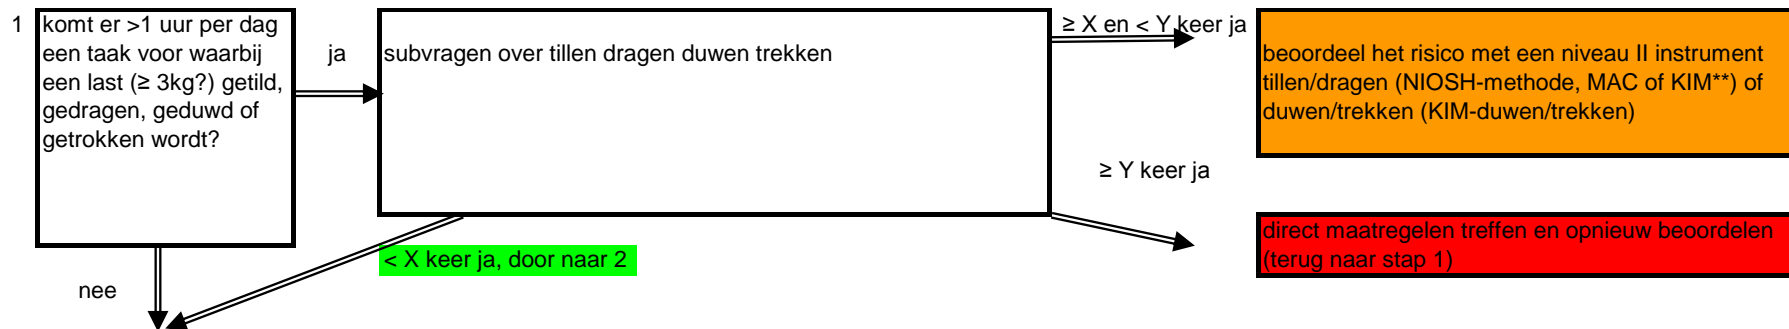 1
komt er >1 uur per dag
een taak voor waarbij
een last (≥ 3kg?) getild,
gedragen, geduwd of
getrokken wordt?
ja
subvragen over tillen dragen duwen trekken
≥ X en < Y keer ja
beoordeel het risico met een niveau II instrument
tillen/dragen (NIOSH-methode, MAC of KIM**) of
duwen/trekken (KIM-duwen/trekken)
≥ Y keer ja
direct maatregelen treffen en opnieuw beoordelen
(terug naar stap 1)
< X keer ja, door naar 2
nee